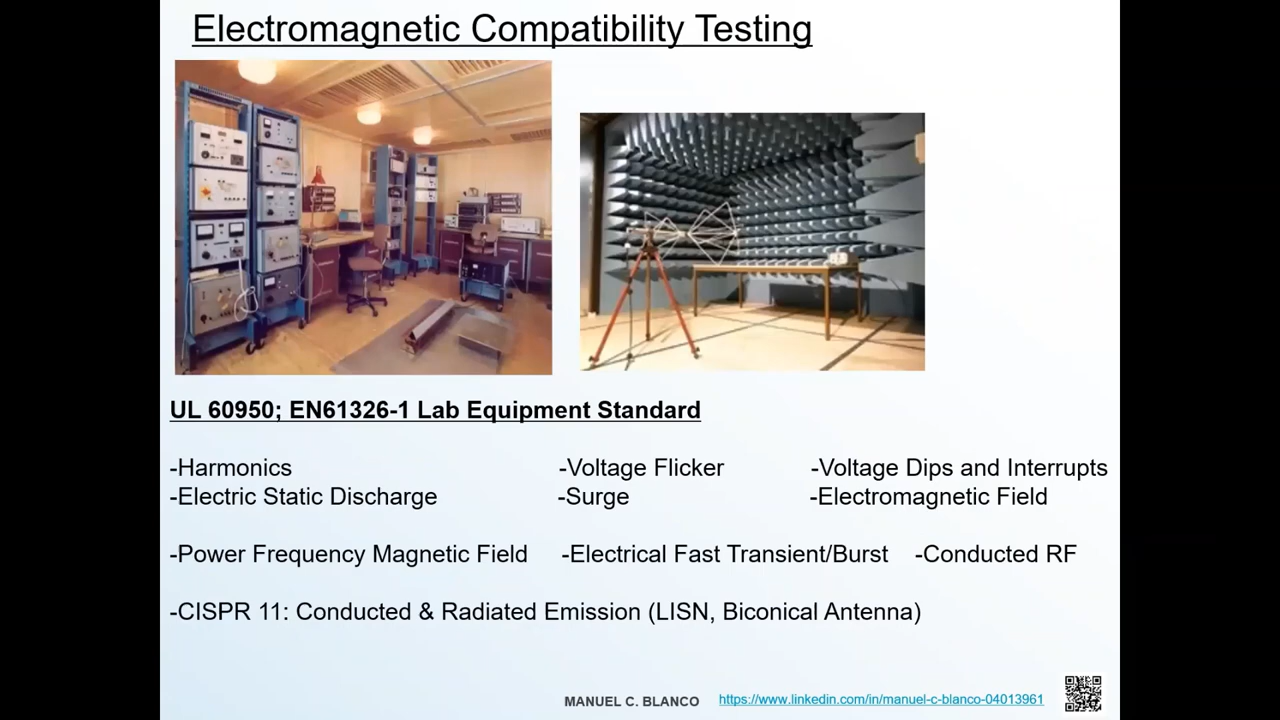 Electromagnetic Compatibility Testing
UL 60950; EN61326-1 Lab Equipment Standard
-Harmonics -Voltage Flicker -Voltage Dips and Interrupts
-Electric Static Discharge -Surge -Electromagnetic Field
-Power Frequency Magnetic Field -Electrical Fast Transient/Burst -Conducted RF
-CISPR 11: Conducted & Radiated Emission (LISN, Biconical Antenna)
MANUEL C. BLANCO https://www.linkedin.com/in/manuel-c-blanco-04013961